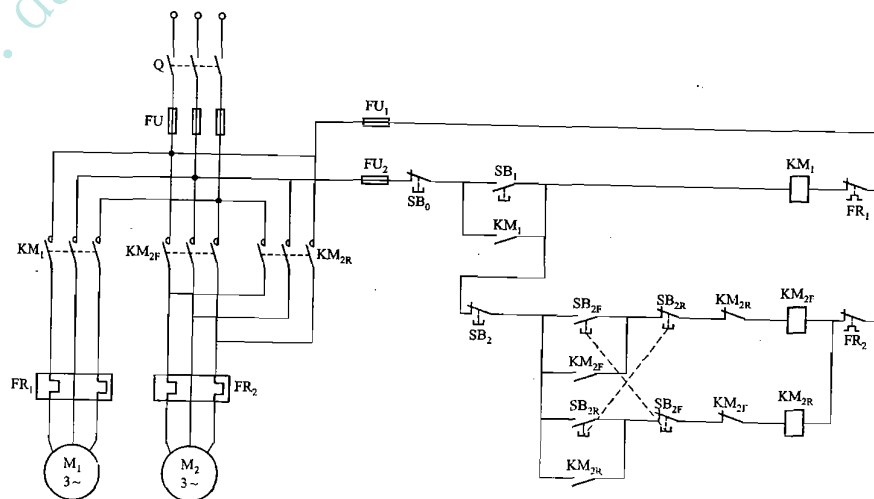 . du
Q
FU
FU₁
FU₂
SB₀
SB₁
KM₁
KM₁
FR₁
KM₁
KM₂F
KM₂R
SB₂
SB₂F
SB₂R
KM₂R
KM₂F
FR₂
KM₂F
SB₂R
SB₂F
KM₂F
KM₂R
KM₂R
FR₁
FR₂
M₁
3~
M₂
3~